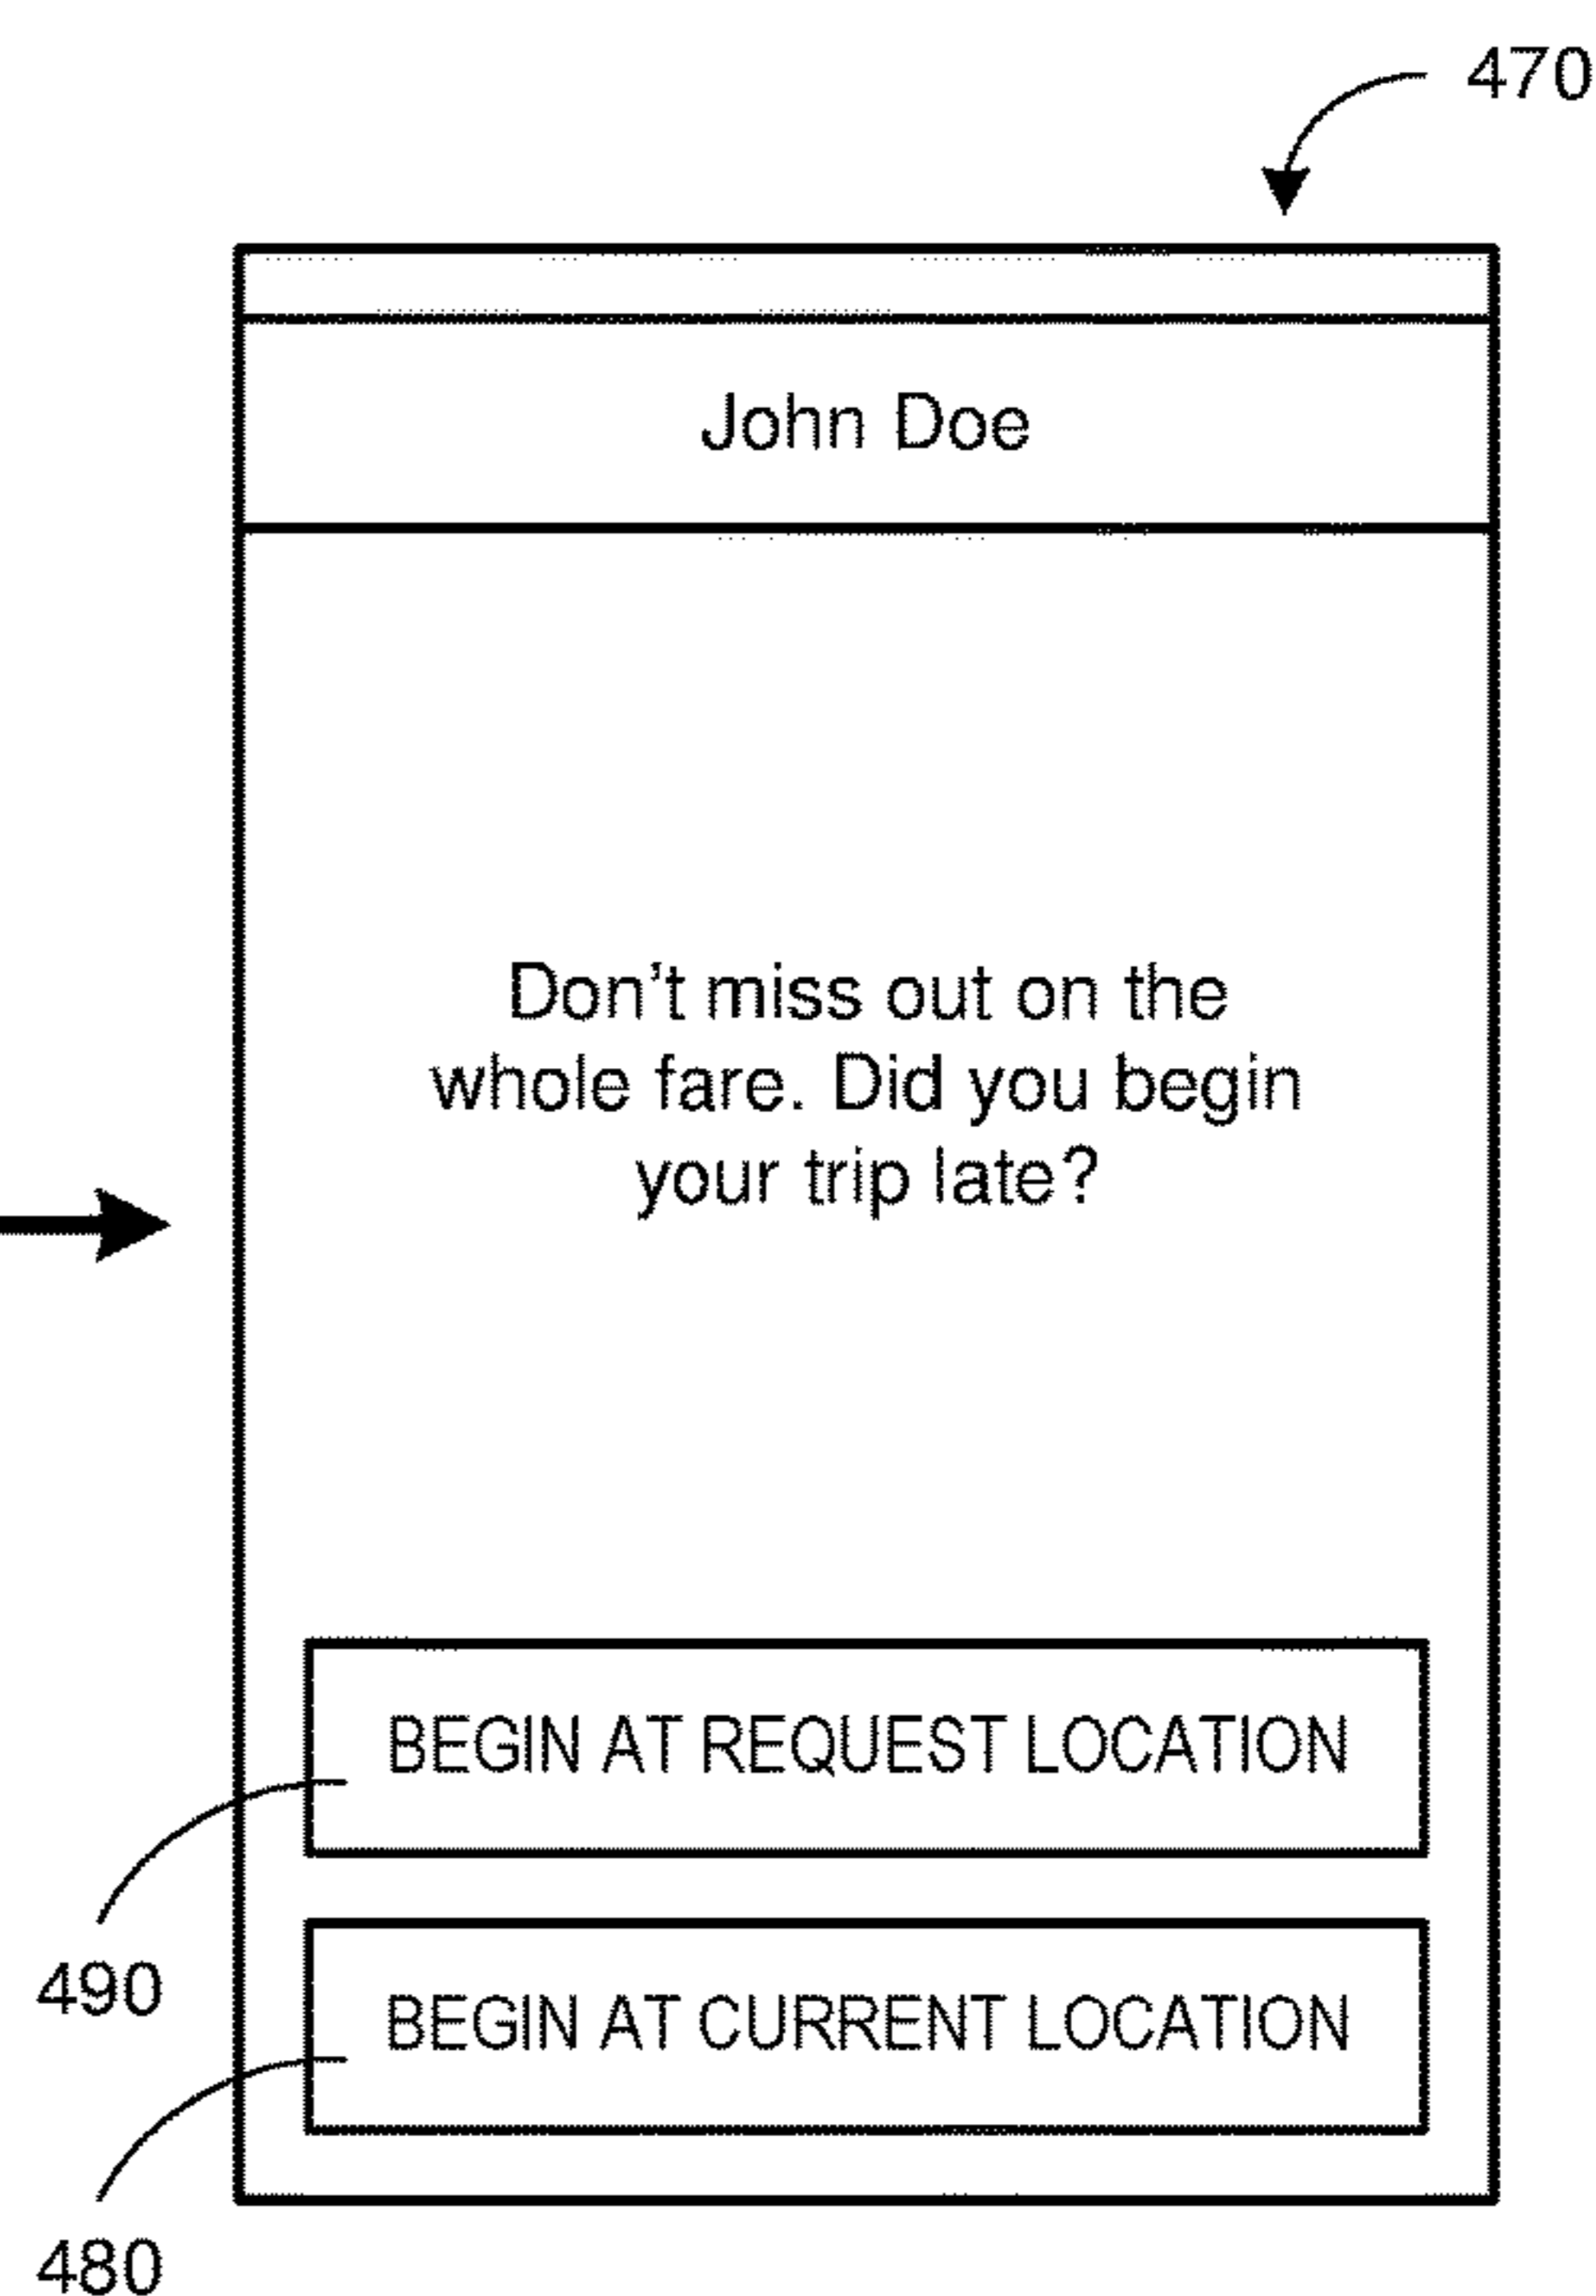 470
John Doe
Don't miss out on the
whole fare. Did you begin
your trip late?
BEGIN AT REQUEST LOCATION
490
BEGIN AT CURRENT LOCATION
480